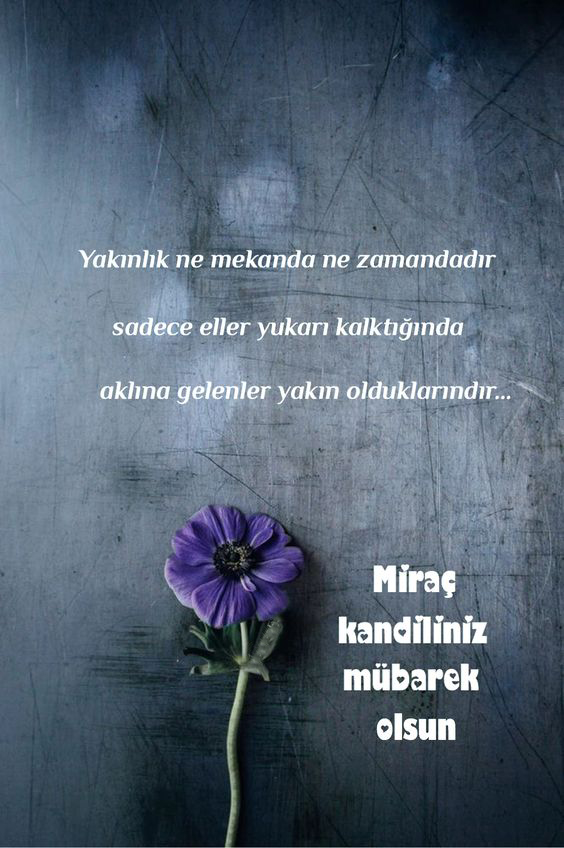 Yakınlık ne mekanda ne zamandadır
sadece eller yukarı kalktığında
aklına gelenler yakın olduklarındır...
Miraç
kandiliniz
mübarek
olsun